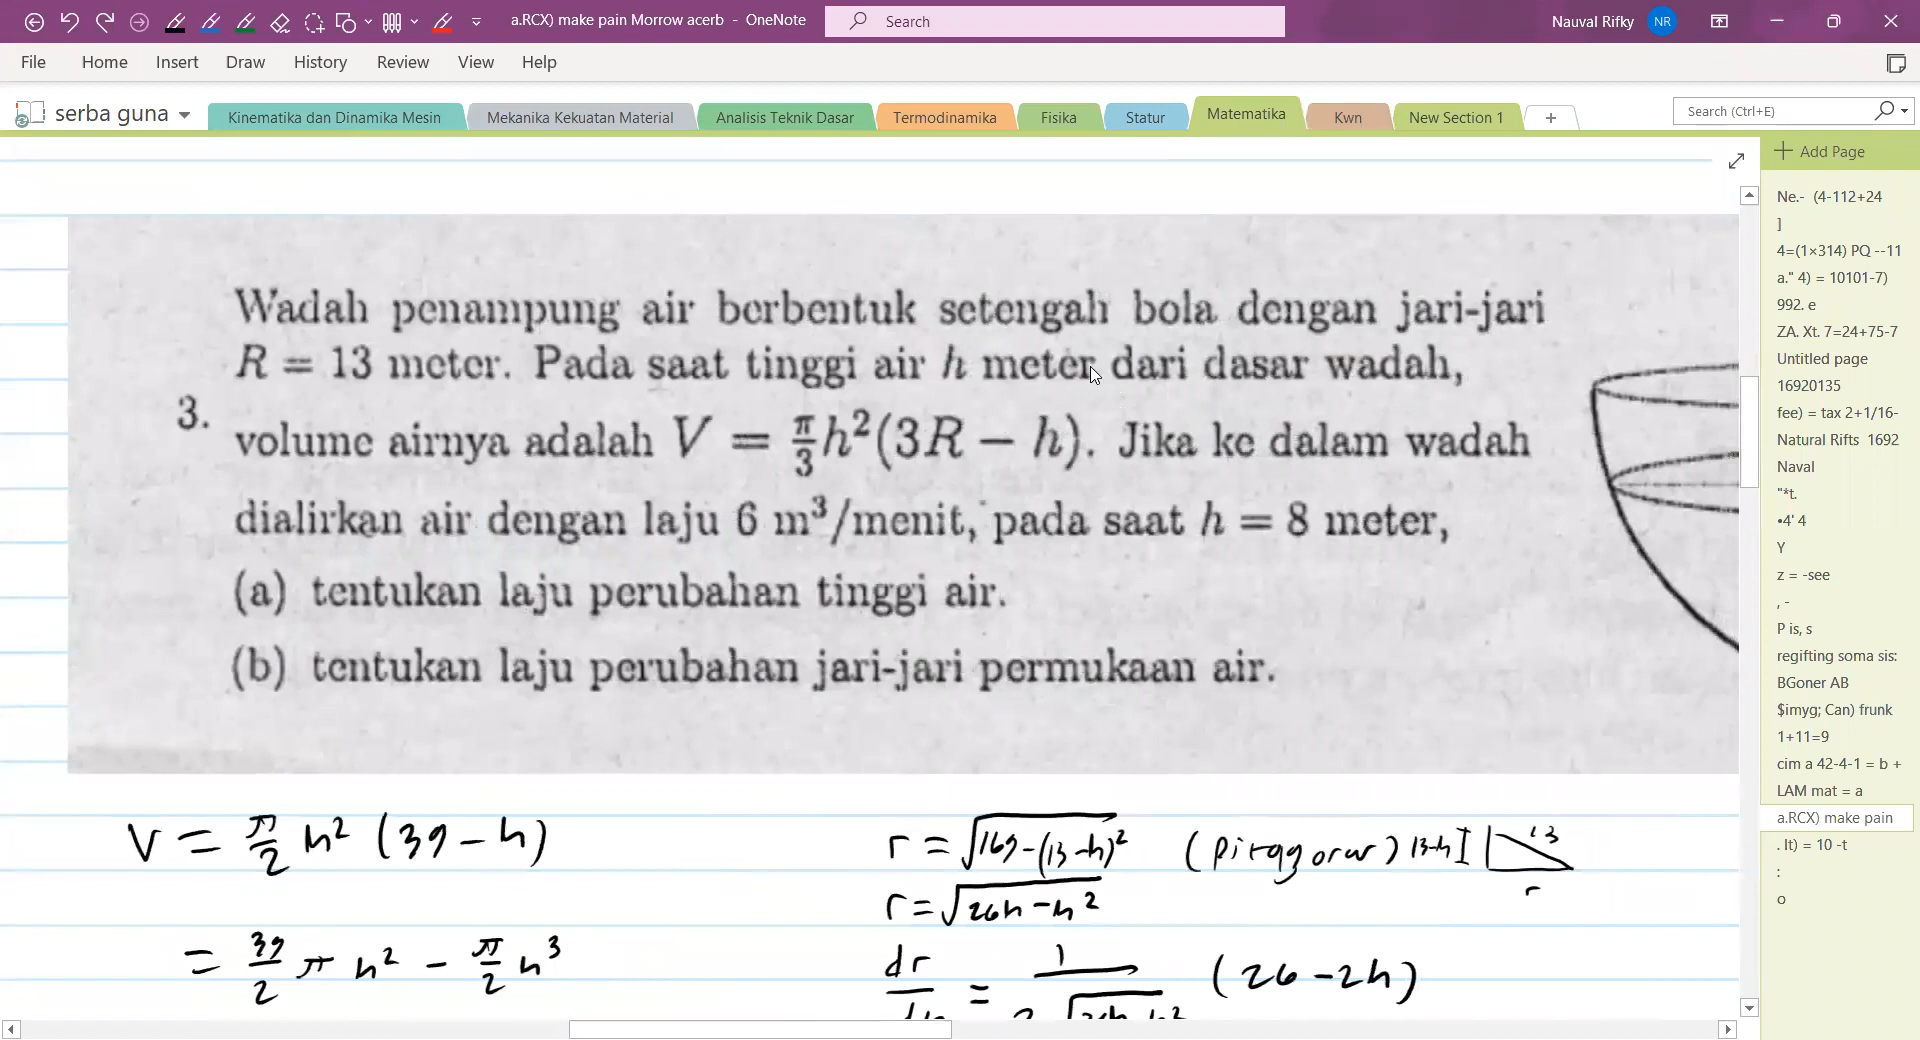 a.RCX) make pain Morrow acerb - OneNote
Search
Nauval Rifky NR
File Home Insert Draw History Review View Help
serba guna
Kinematika dan Dinamika Mesin Mekanika Kekuatan Material Analisis Teknik Dasar Termodinamika Fisika Statur Matematika Kwn New Section 1 +
Search (Ctrl+E)
Add Page
Ne.- (4-112+24
]
4=(1×314) PQ --11
a." 4) = 10101-7)
992. e
ZA. Xt. 7=24+75-7
Untitled page
16920135
fee) = tax 2+1/16-
Natural Rifts 1692
Naval
"*t.
•4' 4
Y
z = -see
, -
P is, s
regifting soma sis:
BGoner AB
$imyg; Can) frunk
1+11=9
cim a 42-4-1 = b +
LAM mat = a
a.RCX) make pain
. It) = 10 -t
:
o
Wadah penampung air berbentuk setengah bola dengan jari-jari
R = 13 meter. Pada saat tinggi air h meter dari dasar wadah,
3. volume airnya adalah V = π/3 h²(3R − h). Jika ke dalam wadah
dialirkan air dengan laju 6 m³/menit, pada saat h = 8 meter,
(a) tentukan laju perubahan tinggi air.
(b) tentukan laju perubahan jari-jari permukaan air.
V = π/2 h² (39 - h)
= 39/2 π h² - π/2 h³
r = √169-(13-h)² (pitaggoras) 13-h 13
r
r = √26h-h²
dr = 1 (26-2h)